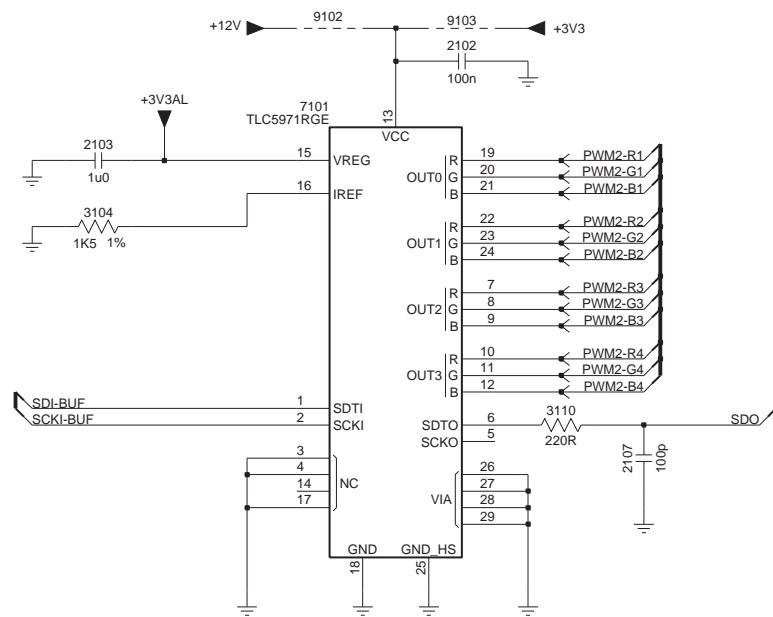 9102
9103
+12V
+3V3
2102
100n
+3V3AL
7101
TLC5971RGE
13
VCC
2103
1u0
15
VREG
16
IREF
3104
1K5 1%
OUT0
R
19
PWM2-R1
G
20
PWM2-G1
B
21
PWM2-B1
OUT1
R
22
PWM2-R2
G
23
PWM2-G2
B
24
PWM2-B2
OUT2
R
7
PWM2-R3
G
8
PWM2-G3
B
9
PWM2-B3
OUT3
R
10
PWM2-R4
G
11
PWM2-G4
B
12
PWM2-B4
SDI-BUF
1
SDTI
SCKI-BUF
2
SCKI
SDTO
6
3110
220R
SDO
SCKO
5
2107
100p
3
4
14
17
NC
VIA
26
27
28
29
GND
18
GND_HS
25